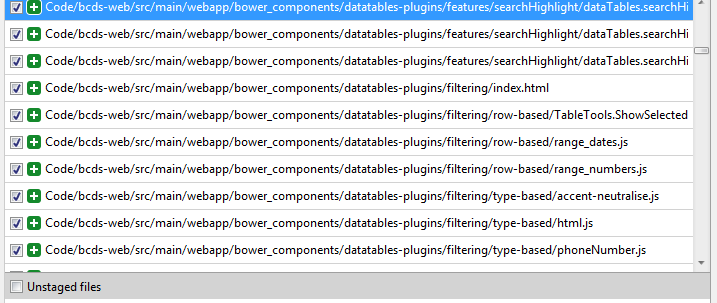 Code/bcds-web/src/main/webapp/bower_components/datatables-plugins/features/searchHighlight/dataTables.searchHi
Code/bcds-web/src/main/webapp/bower_components/datatables-plugins/features/searchHighlight/dataTables.searchHi
Code/bcds-web/src/main/webapp/bower_components/datatables-plugins/features/searchHighlight/dataTables.searchHi
Code/bcds-web/src/main/webapp/bower_components/datatables-plugins/filtering/index.html
Code/bcds-web/src/main/webapp/bower_components/datatables-plugins/filtering/row-based/TableTools.ShowSelected
Code/bcds-web/src/main/webapp/bower_components/datatables-plugins/filtering/row-based/range_dates.js
Code/bcds-web/src/main/webapp/bower_components/datatables-plugins/filtering/row-based/range_numbers.js
Code/bcds-web/src/main/webapp/bower_components/datatables-plugins/filtering/type-based/accent-neutralise.js
Code/bcds-web/src/main/webapp/bower_components/datatables-plugins/filtering/type-based/html.js
Code/bcds-web/src/main/webapp/bower_components/datatables-plugins/filtering/type-based/phoneNumber.js
Unstaged files